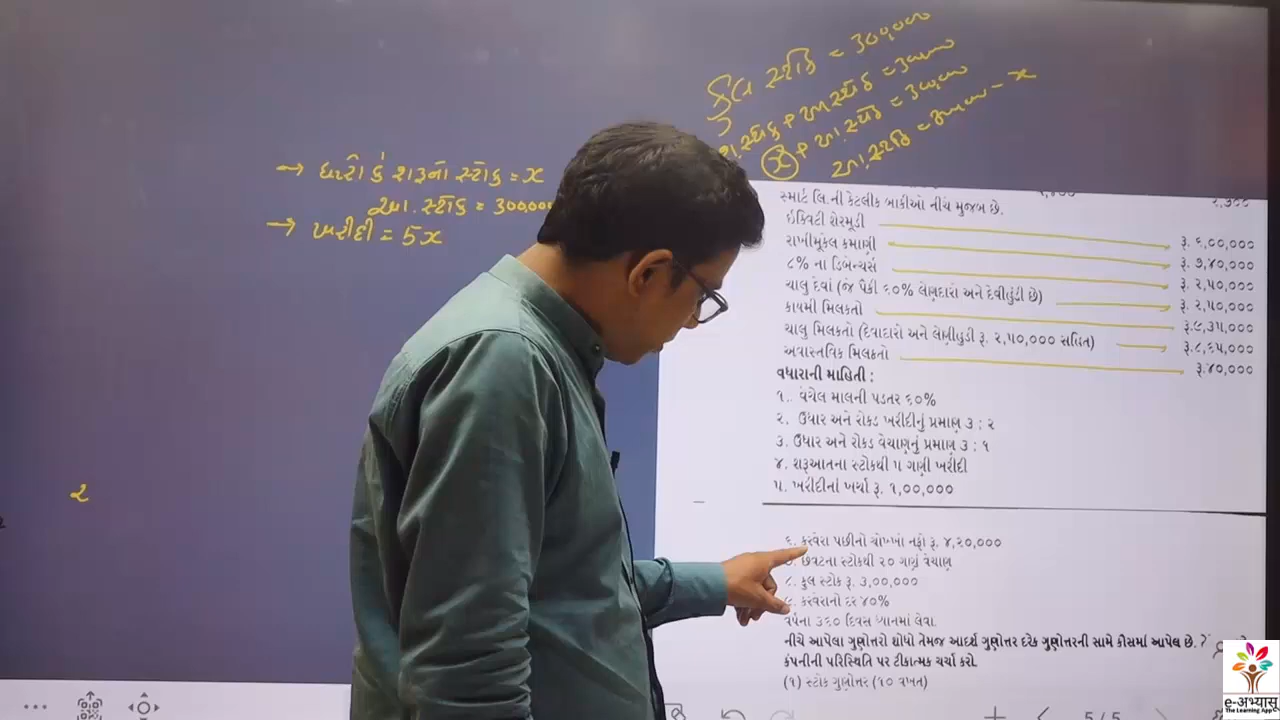 કુલ સ્ટોક = 300000
શ. સ્ટોક + આ. સ્ટોક = 300000
x + આ. સ્ટોક = 300000
આ. સ્ટોક = 300000 - x
→ ધારો કે શરૂનો સ્ટોક = x
આ. સ્ટોક = 300000
→ ખરીદી = 5x
૨
સ્માર્ટ લિ.ની કેટલીક બાકીઓ નીચે મુજબ છે.
ઈક્વિટી શેરમૂડી રૂ. ૬,૦૦,૦૦૦
રાખીમૂકેલ કમાણી રૂ. ૭,૪૦,૦૦૦
૮% ના ડિબેન્ચર્સ રૂ. ૨,૫૦,૦૦૦
ચાલુ દેવાં (જે પૈકી ૬૦% લેણદારો અને દેવીહુંડી છે) રૂ. ૨,૫૦,૦૦૦
કાયમી મિલકતો રૂ.૯,૩૫,૦૦૦
ચાલુ મિલકતો (દેવાદારો અને લેણીહુંડી રૂ. ૨,૫૦,૦૦૦ સહિત) રૂ.૮,૬૫,૦૦૦
અવાસ્તવિક મિલકતો રૂ.૪૦,૦૦૦
વધારાની માહિતી :
૧.. વેચેલ માલની પડતર ૬૦%
૨. ઉધાર અને રોકડ ખરીદીનું પ્રમાણ ૩ : ૨
૩. ઉધાર અને રોકડ વેચાણનું પ્રમાણ ૩ : ૧
૪. શરૂઆતના સ્ટોકથી ૫ ગણી ખરીદી
૫. ખરીદીનાં ખર્ચા રૂ. ૧,૦૦,૦૦૦
૬. કરવેરા પછીનો ચોખ્ખો નફો રૂ. ૪,૨૦,૦૦૦
૭. છેવટના સ્ટોકથી ૨૦ ગણું વેચાણ
૮. કુલ સ્ટોક રૂ. ૩,૦૦,૦૦૦
૯. કરવેરાનો દર ૪૦%
વર્ષના ૩૬૦ દિવસ ધ્યાનમાં લેવા.
નીચે આપેલા ગુણોત્તરો શોધો તેમજ આદર્શ ગુણોત્તર દરેક ગુણોત્તરની સામે કૌંસમાં આપેલ છે.
કંપનીની પરિસ્થિતિ પર ટીકાત્મક ચર્ચા કરો.
(૧) સ્ટોક ગુણોત્તર (૧૦ વખત)
5/5
e-અભ્યાસ
The Learning App